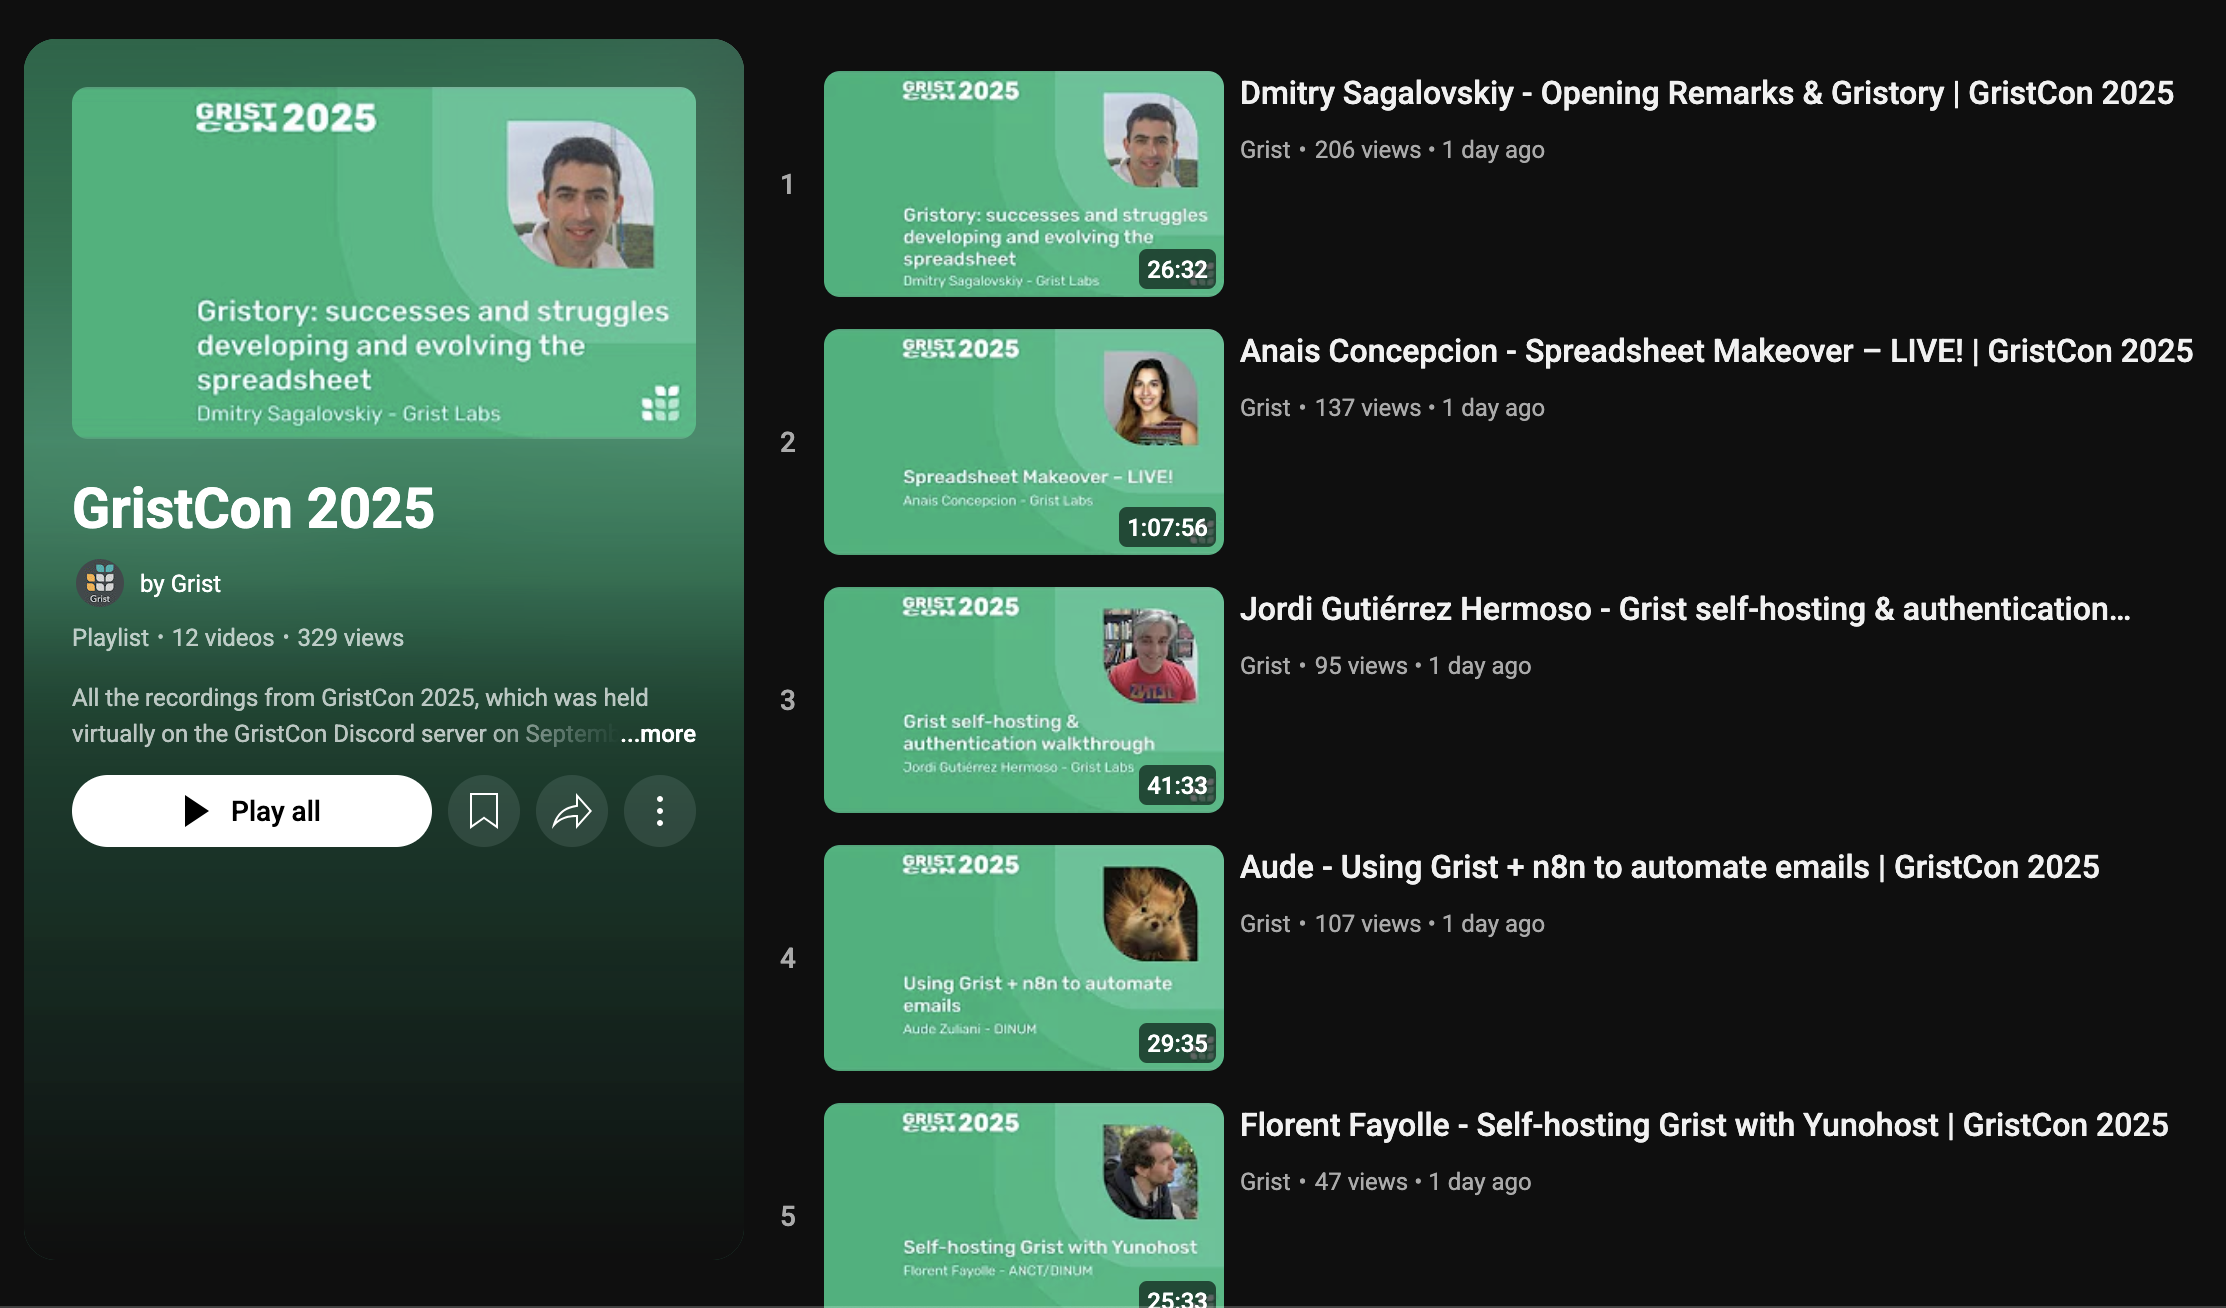 GRIST CON 2025
Gristory: successes and struggles
developing and evolving the
spreadsheet
Dmitry Sagalovskiy - Grist Labs
GristCon 2025
Grist
by Grist
Playlist • 12 videos • 329 views
All the recordings from GristCon 2025, which was held
virtually on the GristCon Discord server on Septem ...more
Play all
1
GRIST CON 2025
Gristory: successes and struggles
developing and evolving the
spreadsheet
Dmitry Sagalovskiy - Grist Labs
26:32
Dmitry Sagalovskiy - Opening Remarks & Gristory | GristCon 2025
Grist • 206 views • 1 day ago
2
GRIST CON 2025
Spreadsheet Makeover – LIVE!
Anais Concepcion - Grist Labs
1:07:56
Anais Concepcion - Spreadsheet Makeover – LIVE! | GristCon 2025
Grist • 137 views • 1 day ago
3
GRIST CON 2025
Grist self-hosting &
authentication walkthrough
Jordi Gutiérrez Hermoso - Grist Labs
41:33
Jordi Gutiérrez Hermoso - Grist self-hosting & authentication...
Grist • 95 views • 1 day ago
4
GRIST CON 2025
Using Grist + n8n to automate
emails
Aude Zuliani - DINUM
29:35
Aude - Using Grist + n8n to automate emails | GristCon 2025
Grist • 107 views • 1 day ago
5
GRIST CON 2025
Self-hosting Grist with Yunohost
Florent Fayolle - ANCT/DINUM
25:33
Florent Fayolle - Self-hosting Grist with Yunohost | GristCon 2025
Grist • 47 views • 1 day ago